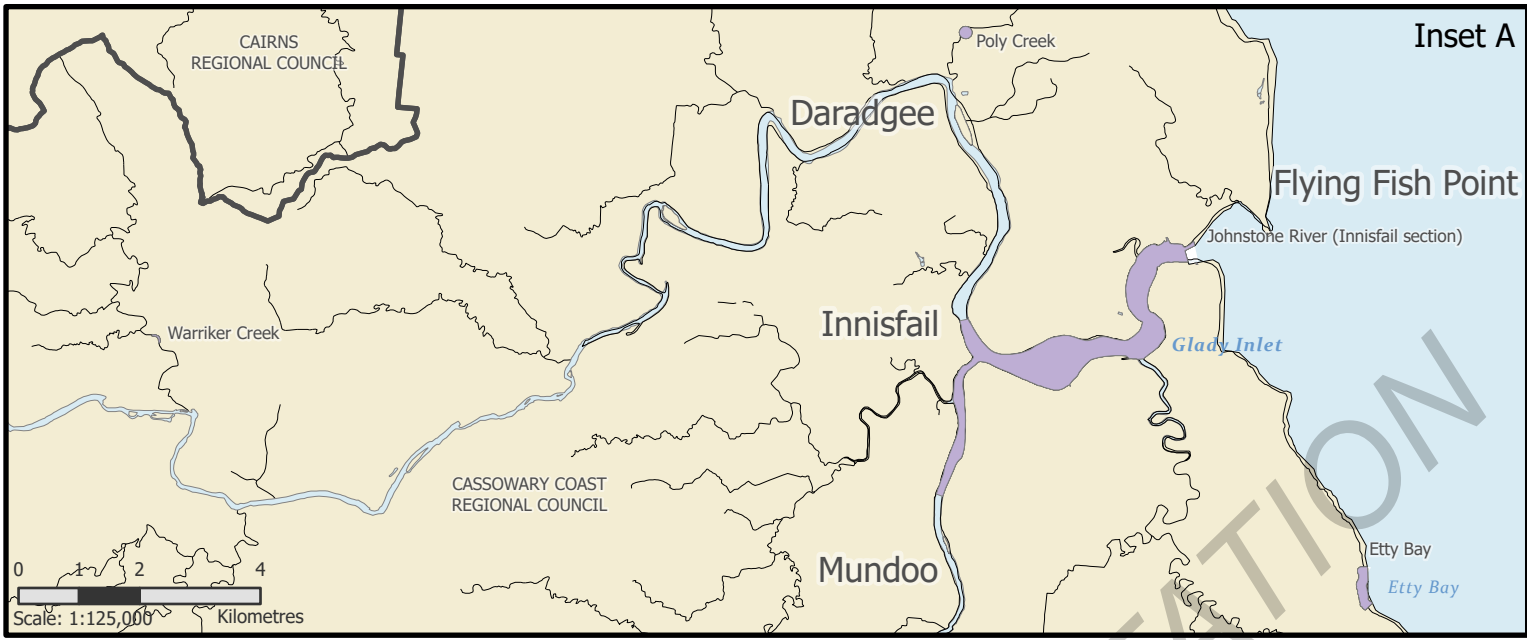 Inset A
CAIRNS
REGIONAL COUNCIL
Poly Creek
Daradgee
Flying Fish Point
Johnstone River (Innisfail section)
Innisfail
Warriker Creek
Glady Inlet
CASSOWARY COAST
REGIONAL COUNCIL
Mundoo
Etty Bay
Etty Bay
0 1 2 4
Scale: 1:125,000 Kilometres
TATION